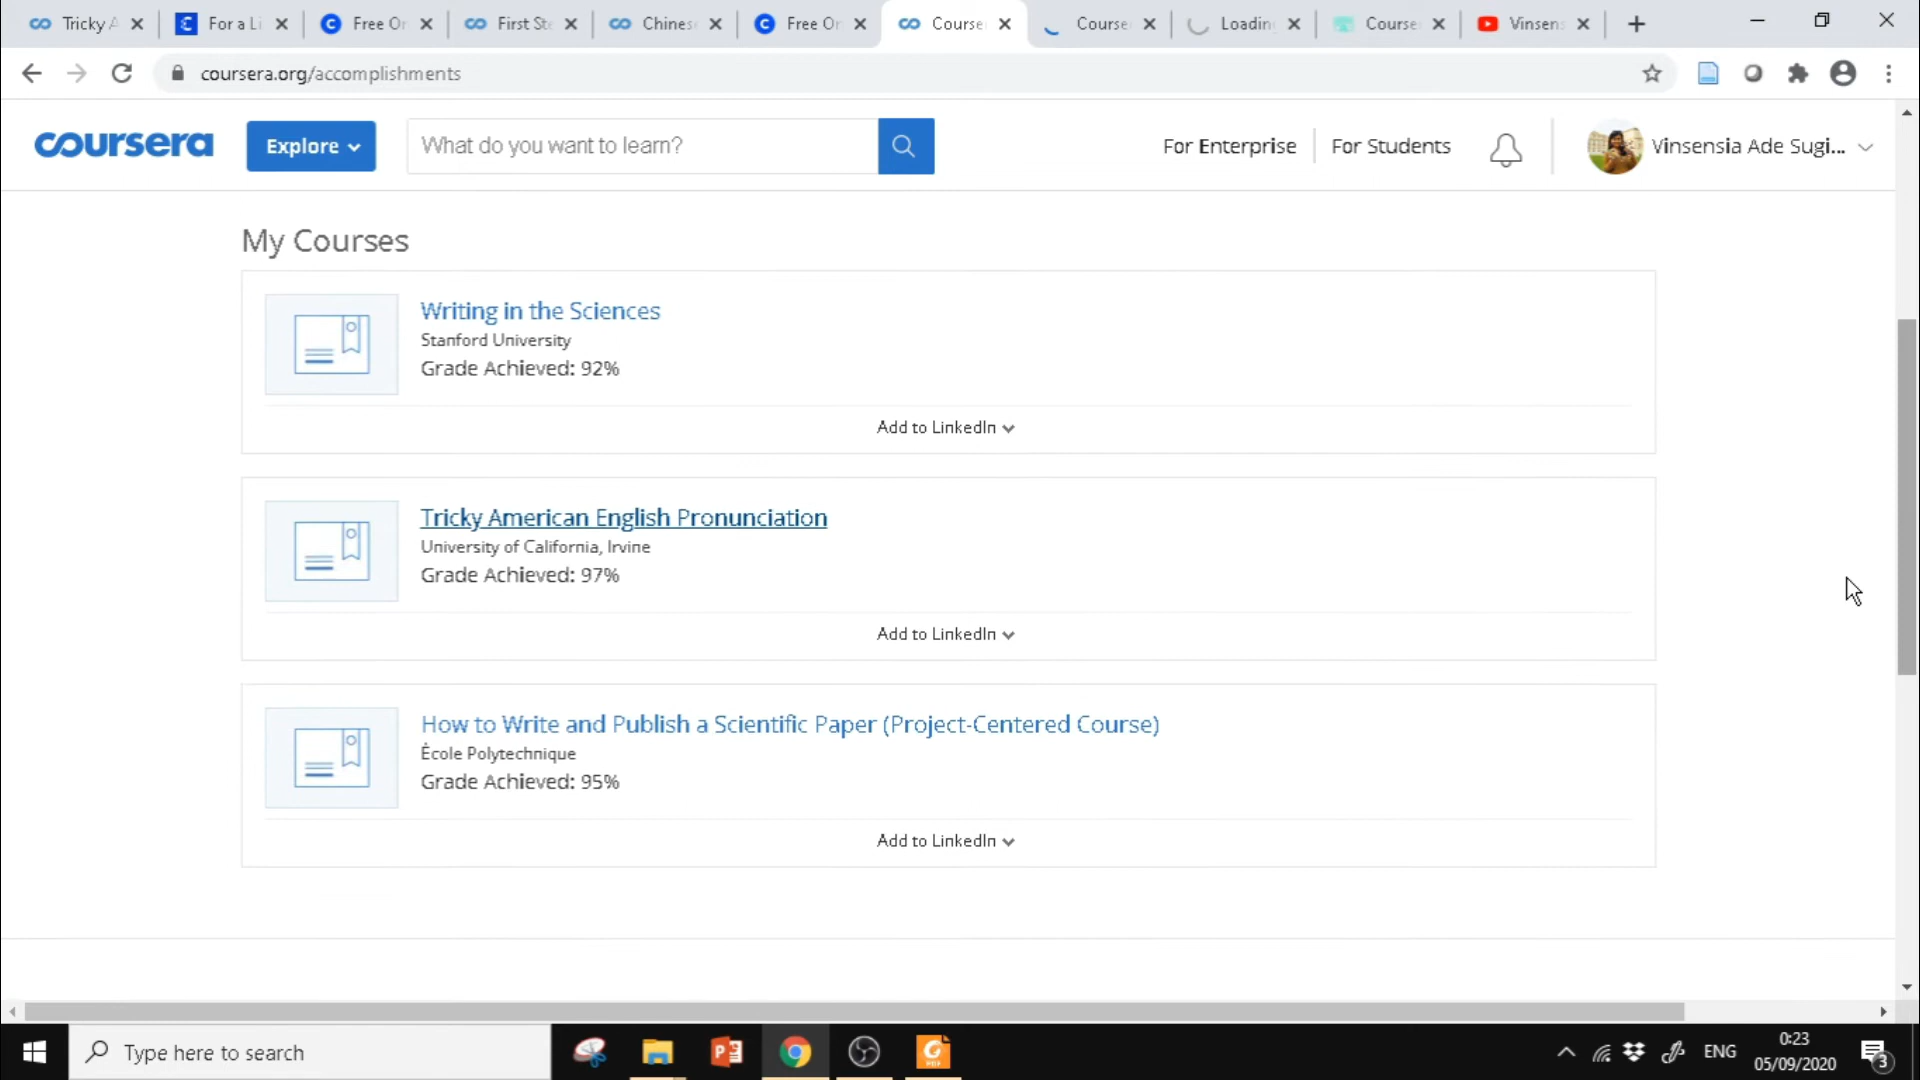 Tricky A
For a Li
Free Or
First Ste
Chinese
Free Or
Course
Course
Loadin
Course
Vinsens
coursera.org/accomplishments
coursera
Explore
What do you want to learn?
For Enterprise
For Students
Vinsensia Ade Sugi...
My Courses
Writing in the Sciences
Stanford University
Grade Achieved: 92%
Add to LinkedIn
Tricky American English Pronunciation
University of California, Irvine
Grade Achieved: 97%
Add to LinkedIn
How to Write and Publish a Scientific Paper (Project-Centered Course)
École Polytechnique
Grade Achieved: 95%
Add to LinkedIn
Type here to search
ENG
0:23
05/09/2020
3